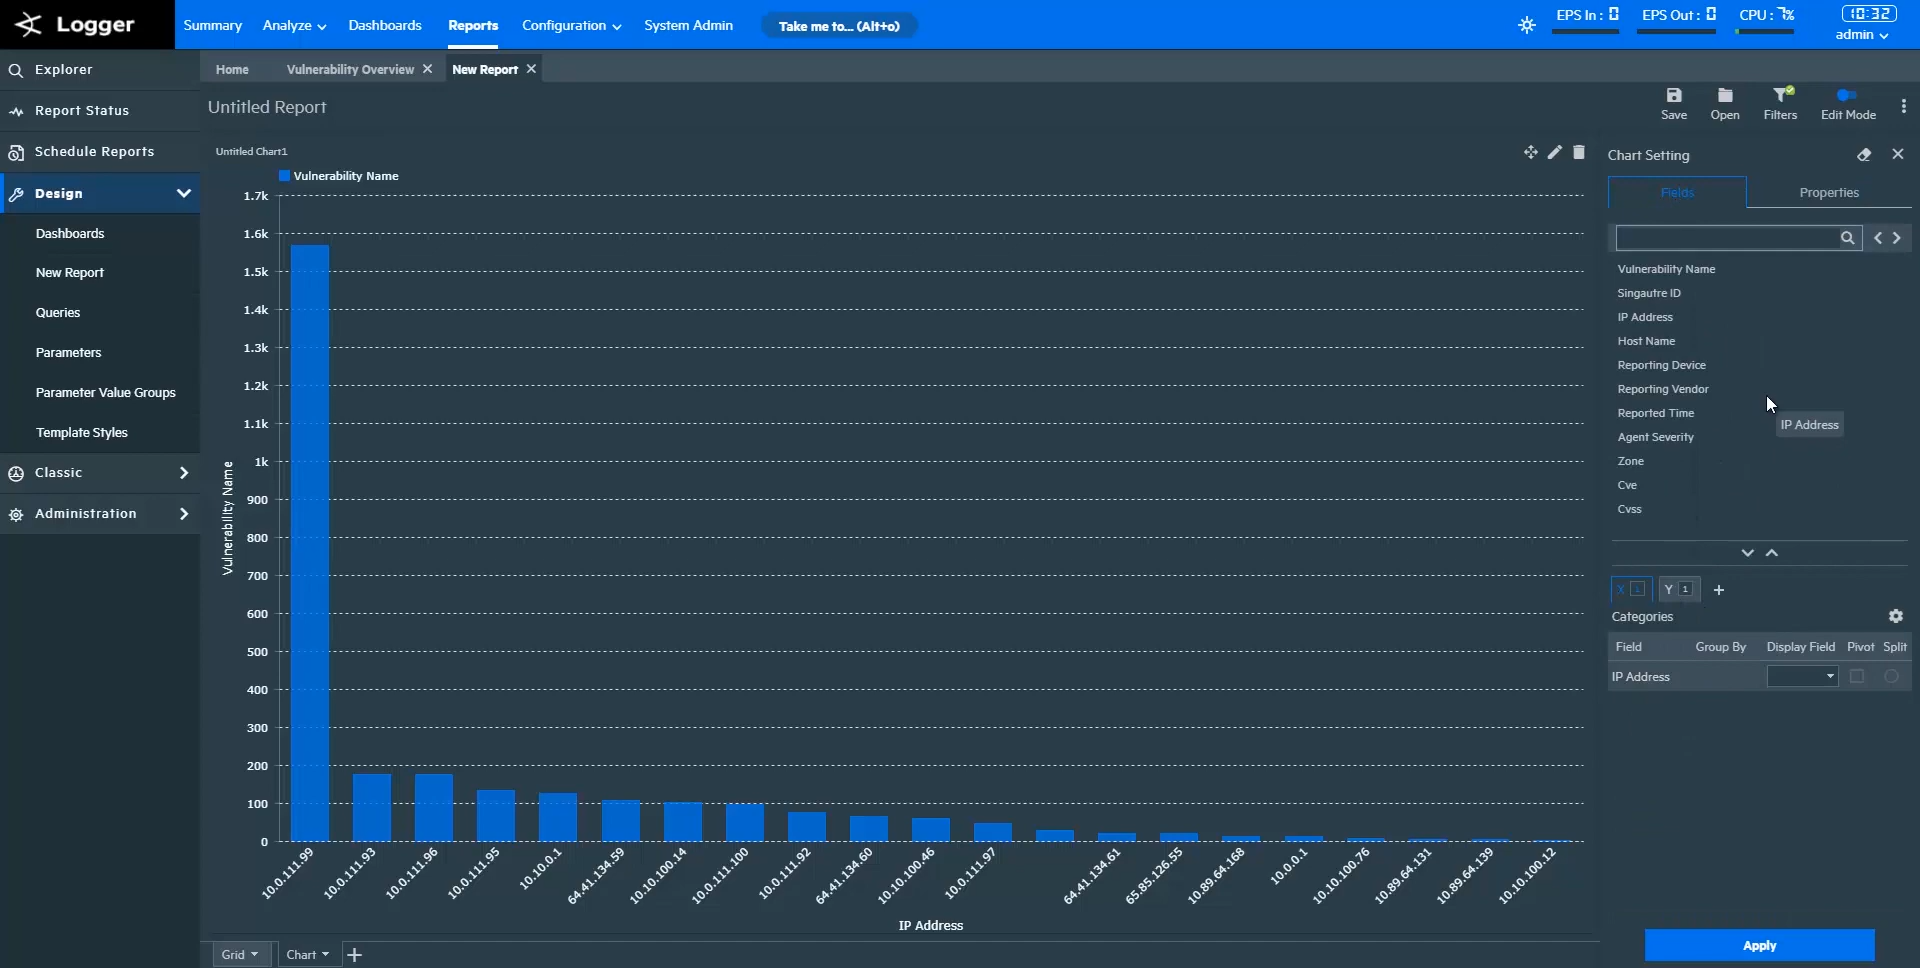 Logger
Summary
Analyze
Dashboards
Reports
Configuration
System Admin
Take me to... (Alt+o)
EPS In : 0
EPS Out : 0
CPU : 7%
10:32
admin
Explorer
Report Status
Schedule Reports
Design
Dashboards
New Report
Queries
Parameters
Parameter Value Groups
Template Styles
Classic
Administration
Home
Vulnerability Overview
New Report
Untitled Report
Save
Open
Filters
Edit Mode
Untitled Chart1
Vulnerability Name
1.7k
1.6k
1.5k
1.4k
1.3k
1.2k
1.1k
1k
900
800
700
600
500
400
300
200
100
0
Vulnerability Name
10.0.111.99
10.0.111.93
10.0.111.96
10.0.111.95
10.10.0.1
64.41.134.59
10.10.100.14
10.0.111.100
10.0.111.92
64.41.134.60
10.10.100.46
10.0.111.97
64.41.134.61
65.85.126.55
10.89.64.168
10.0.0.1
10.10.100.76
10.89.64.131
10.89.64.139
10.10.100.12
IP Address
Grid
Chart
Chart Setting
Fields
Properties
Vulnerability Name
Singautre ID
IP Address
Host Name
Reporting Device
Reporting Vendor
Reported Time
Agent Severity
Zone
Cve
Cvss
IP Address
X 1
Y 1
Categories
Field Group By Display Field Pivot Split
IP Address
Apply